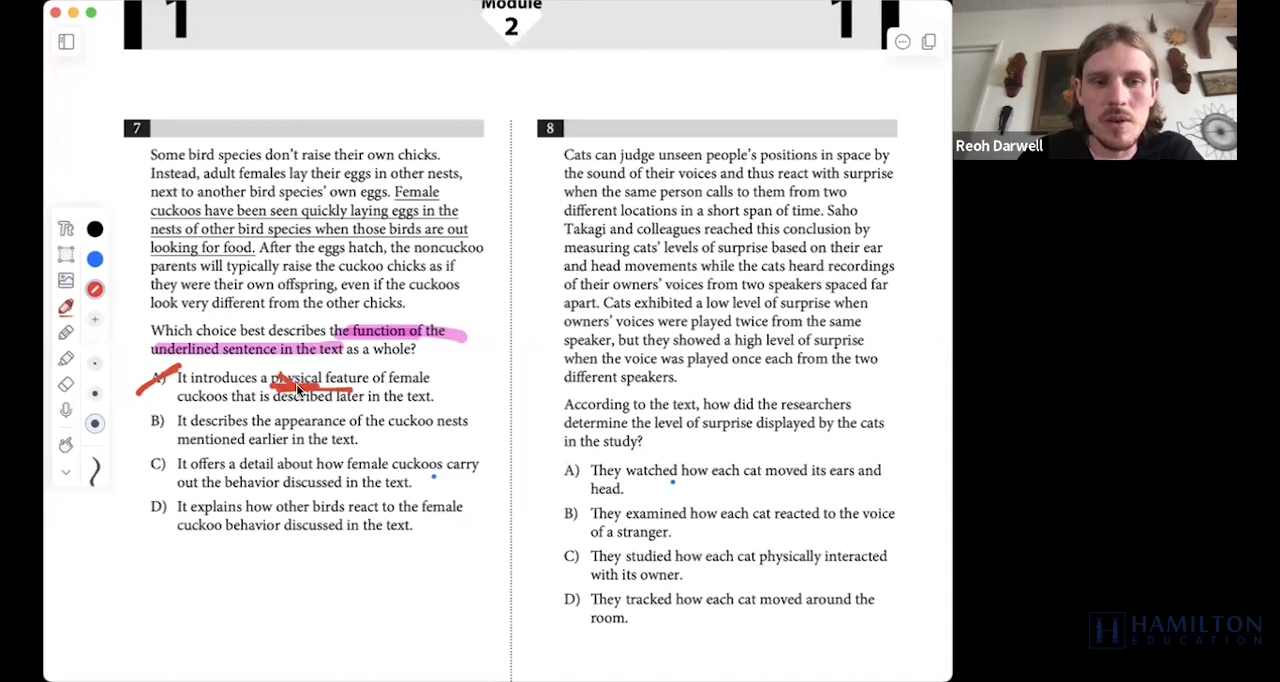 1
Module
2
1
7
Some bird species don't raise their own chicks.
Instead, adult females lay their eggs in other nests,
next to another bird species' own eggs. Female
cuckoos have been seen quickly laying eggs in the
nests of other bird species when those birds are out
looking for food. After the eggs hatch, the noncuckoo
parents will typically raise the cuckoo chicks as if
they were their own offspring, even if the cuckoos
look very different from the other chicks.
Which choice best describes the function of the
underlined sentence in the text as a whole?
A) It introduces a physical feature of female
cuckoos that is described later in the text.
B) It describes the appearance of the cuckoo nests
mentioned earlier in the text.
C) It offers a detail about how female cuckoos carry
out the behavior discussed in the text.
D) It explains how other birds react to the female
cuckoo behavior discussed in the text.
8
Cats can judge unseen people's positions in space by
the sound of their voices and thus react with surprise
when the same person calls to them from two
different locations in a short span of time. Saho
Takagi and colleagues reached this conclusion by
measuring cats' levels of surprise based on their ear
and head movements while the cats heard recordings
of their owners' voices from two speakers spaced far
apart. Cats exhibited a low level of surprise when
owners' voices were played twice from the same
speaker, but they showed a high level of surprise
when the voice was played once each from the two
different speakers.
According to the text, how did the researchers
determine the level of surprise displayed by the cats
in the study?
A) They watched how each cat moved its ears and
head.
B) They examined how each cat reacted to the voice
of a stranger.
C) They studied how each cat physically interacted
with its owner.
D) They tracked how each cat moved around the
room.
Tt
Reoh Darwell
HAMILTON
EDUCATION